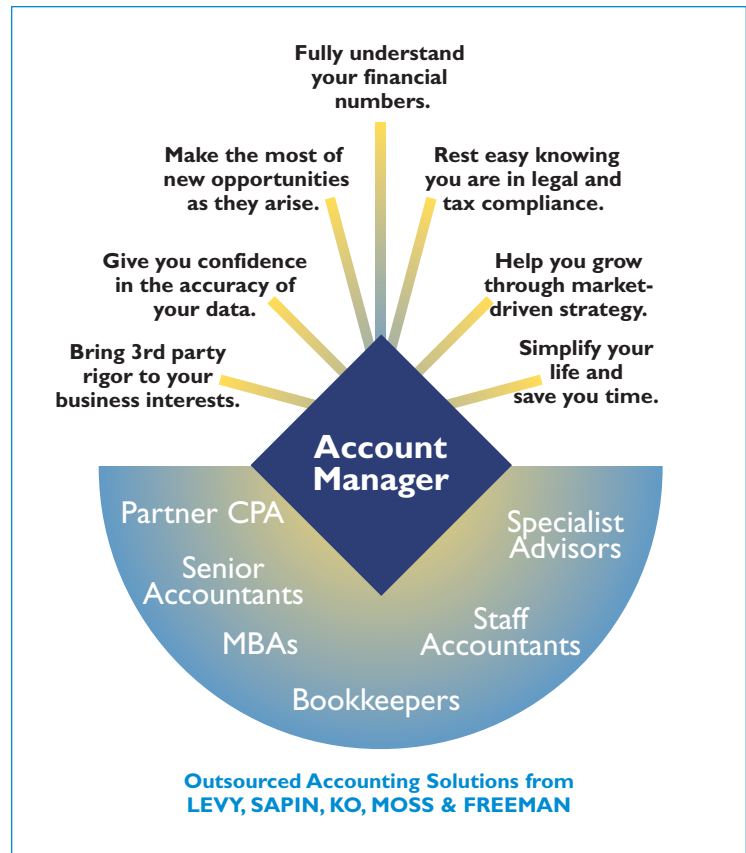 Fully understand
your financial
numbers.
Make the most of
new opportunities
as they arise.
Rest easy knowing
you are in legal and
tax compliance.
Give you confidence
in the accuracy of
your data.
Help you grow
through market-
driven strategy.
Bring 3rd party
rigor to your
business interests.
Simplify your
life and
save you time.
Account
Manager
Partner CPA
Specialist
Advisors
Senior
Accountants
Staff
Accountants
MBAs
Bookkeepers
Outsourced Accounting Solutions from
LEVY, SAPIN, KO, MOSS & FREEMAN